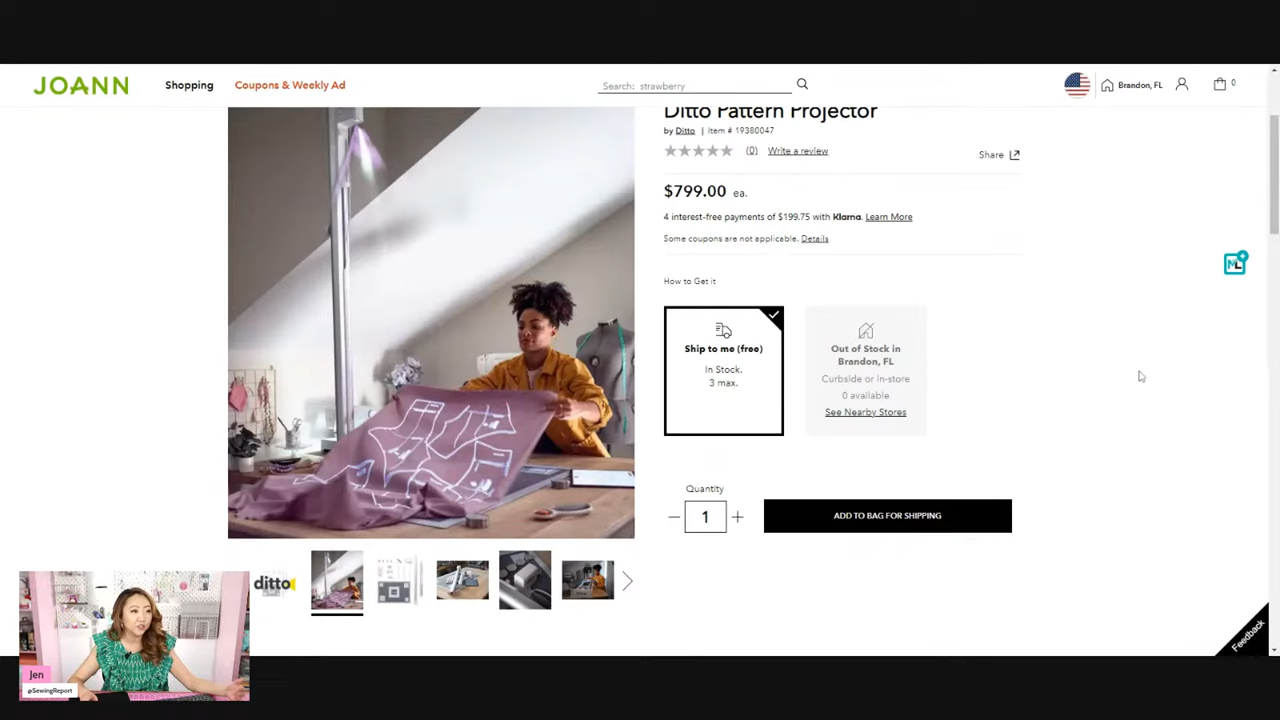 JOANN
Shopping
Coupons & Weekly Ad
Search: strawberry
Brandon, FL
0
Ditto Pattern Projector
by Ditto | Item # 19380047
(0) Write a review
Share
$799.00 ea.
4 interest-free payments of $199.75 with Klarna. Learn More
Some coupons are not applicable. Details
How to Get it
Ship to me (free)
In Stock.
3 max.
Out of Stock in
Brandon, FL
Curbside or in-store
0 available
See Nearby Stores
Quantity
1
ADD TO BAG FOR SHIPPING
ditto
Feedback
Jen
@SewingReport